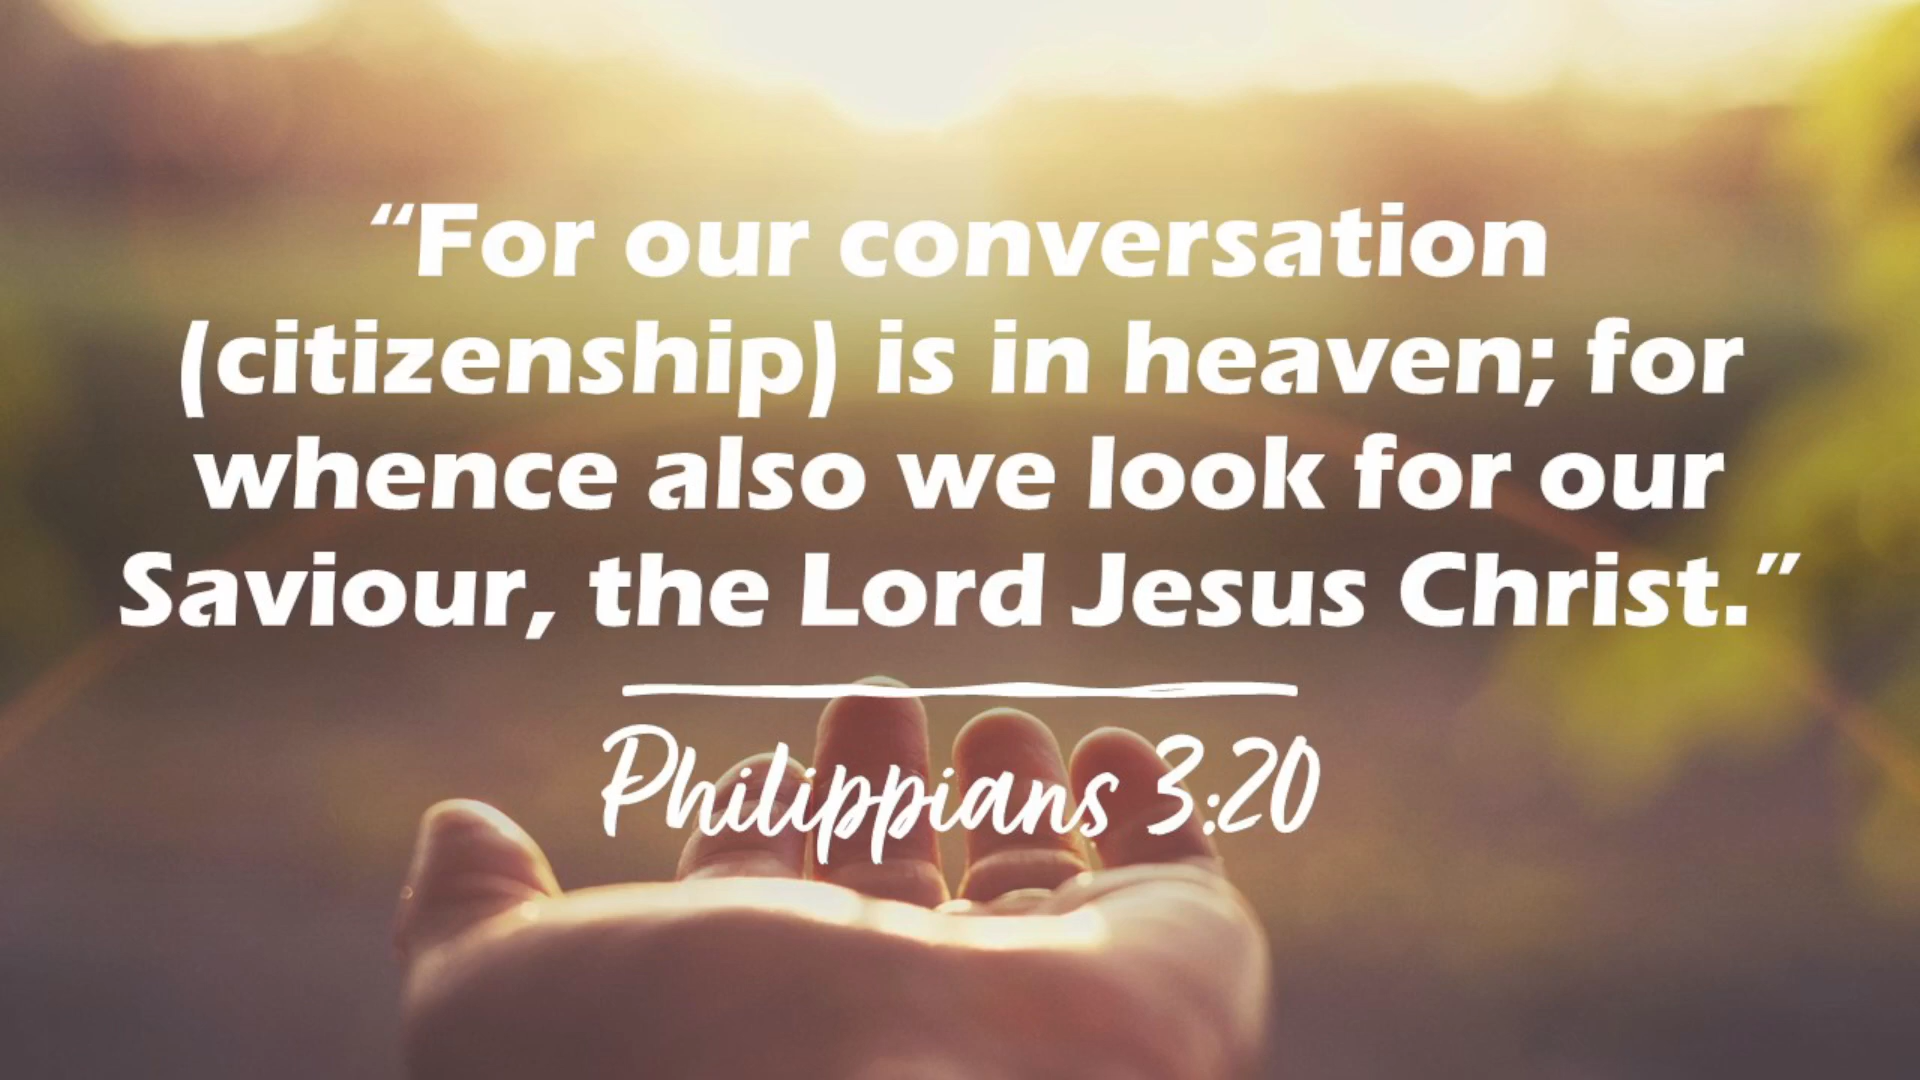 “For our conversation
(citizenship) is in heaven; for
whence also we look for our
Saviour, the Lord Jesus Christ.”
Philippians 3:20